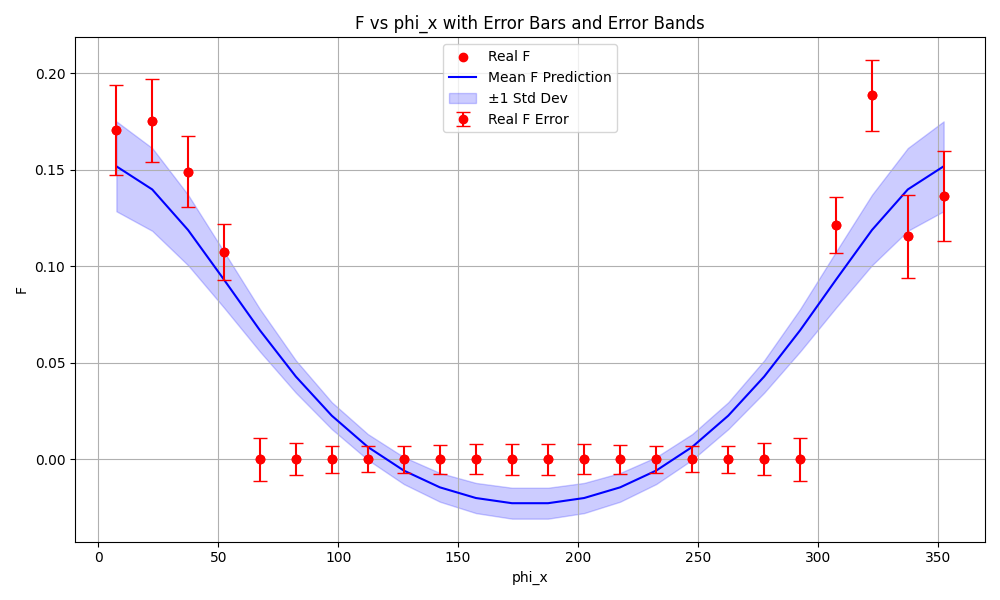 F vs phi_x with Error Bars and Error Bands
Real F
Mean F Prediction
±1 Std Dev
Real F Error
0.20
0.15
0.10
0.05
0.00
F
0 50 100 150 200 250 300 350
phi_x